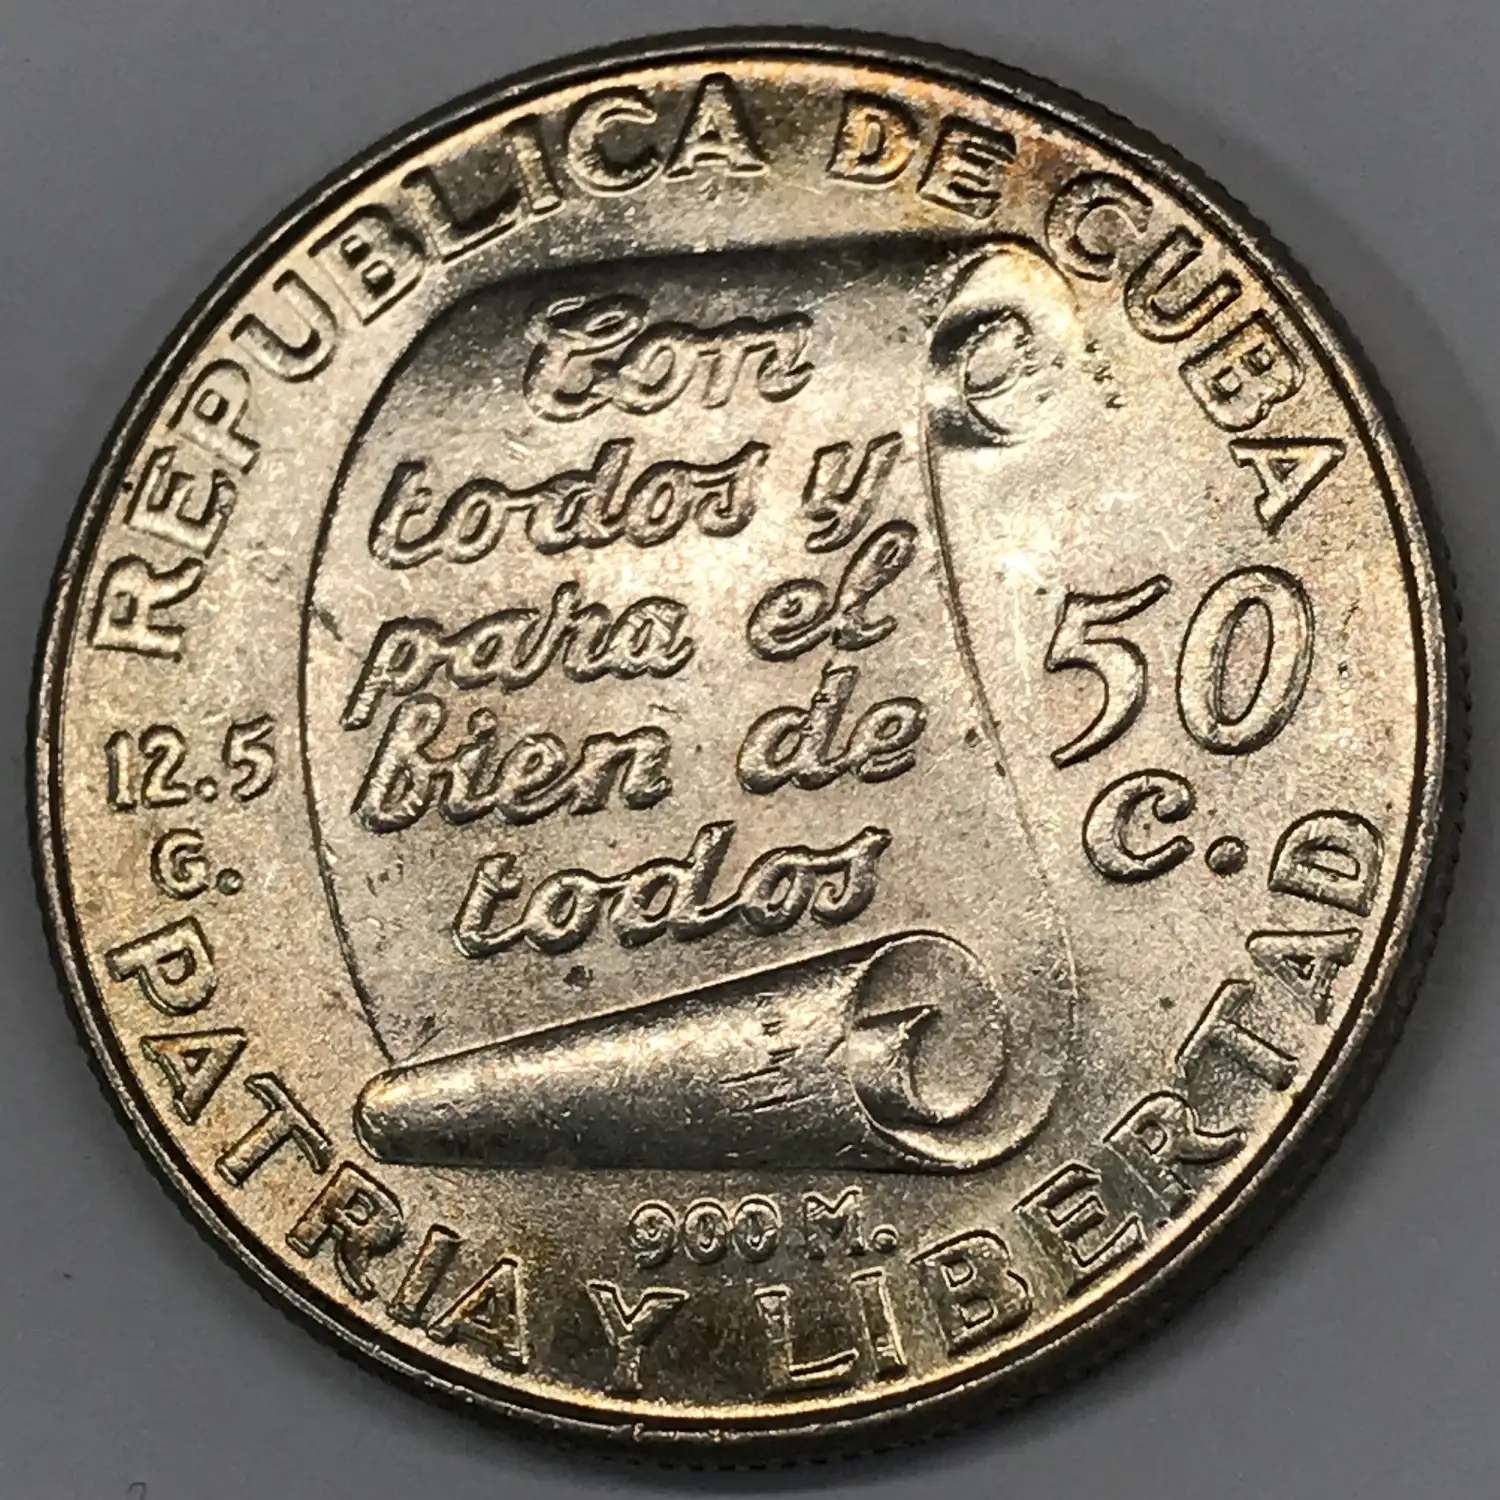 REPUBLICA DE CUBA
Con
todos y
para el
bien de
todos
50
C.
12.5
G.
900 M.
PATRIA Y LIBERTAD